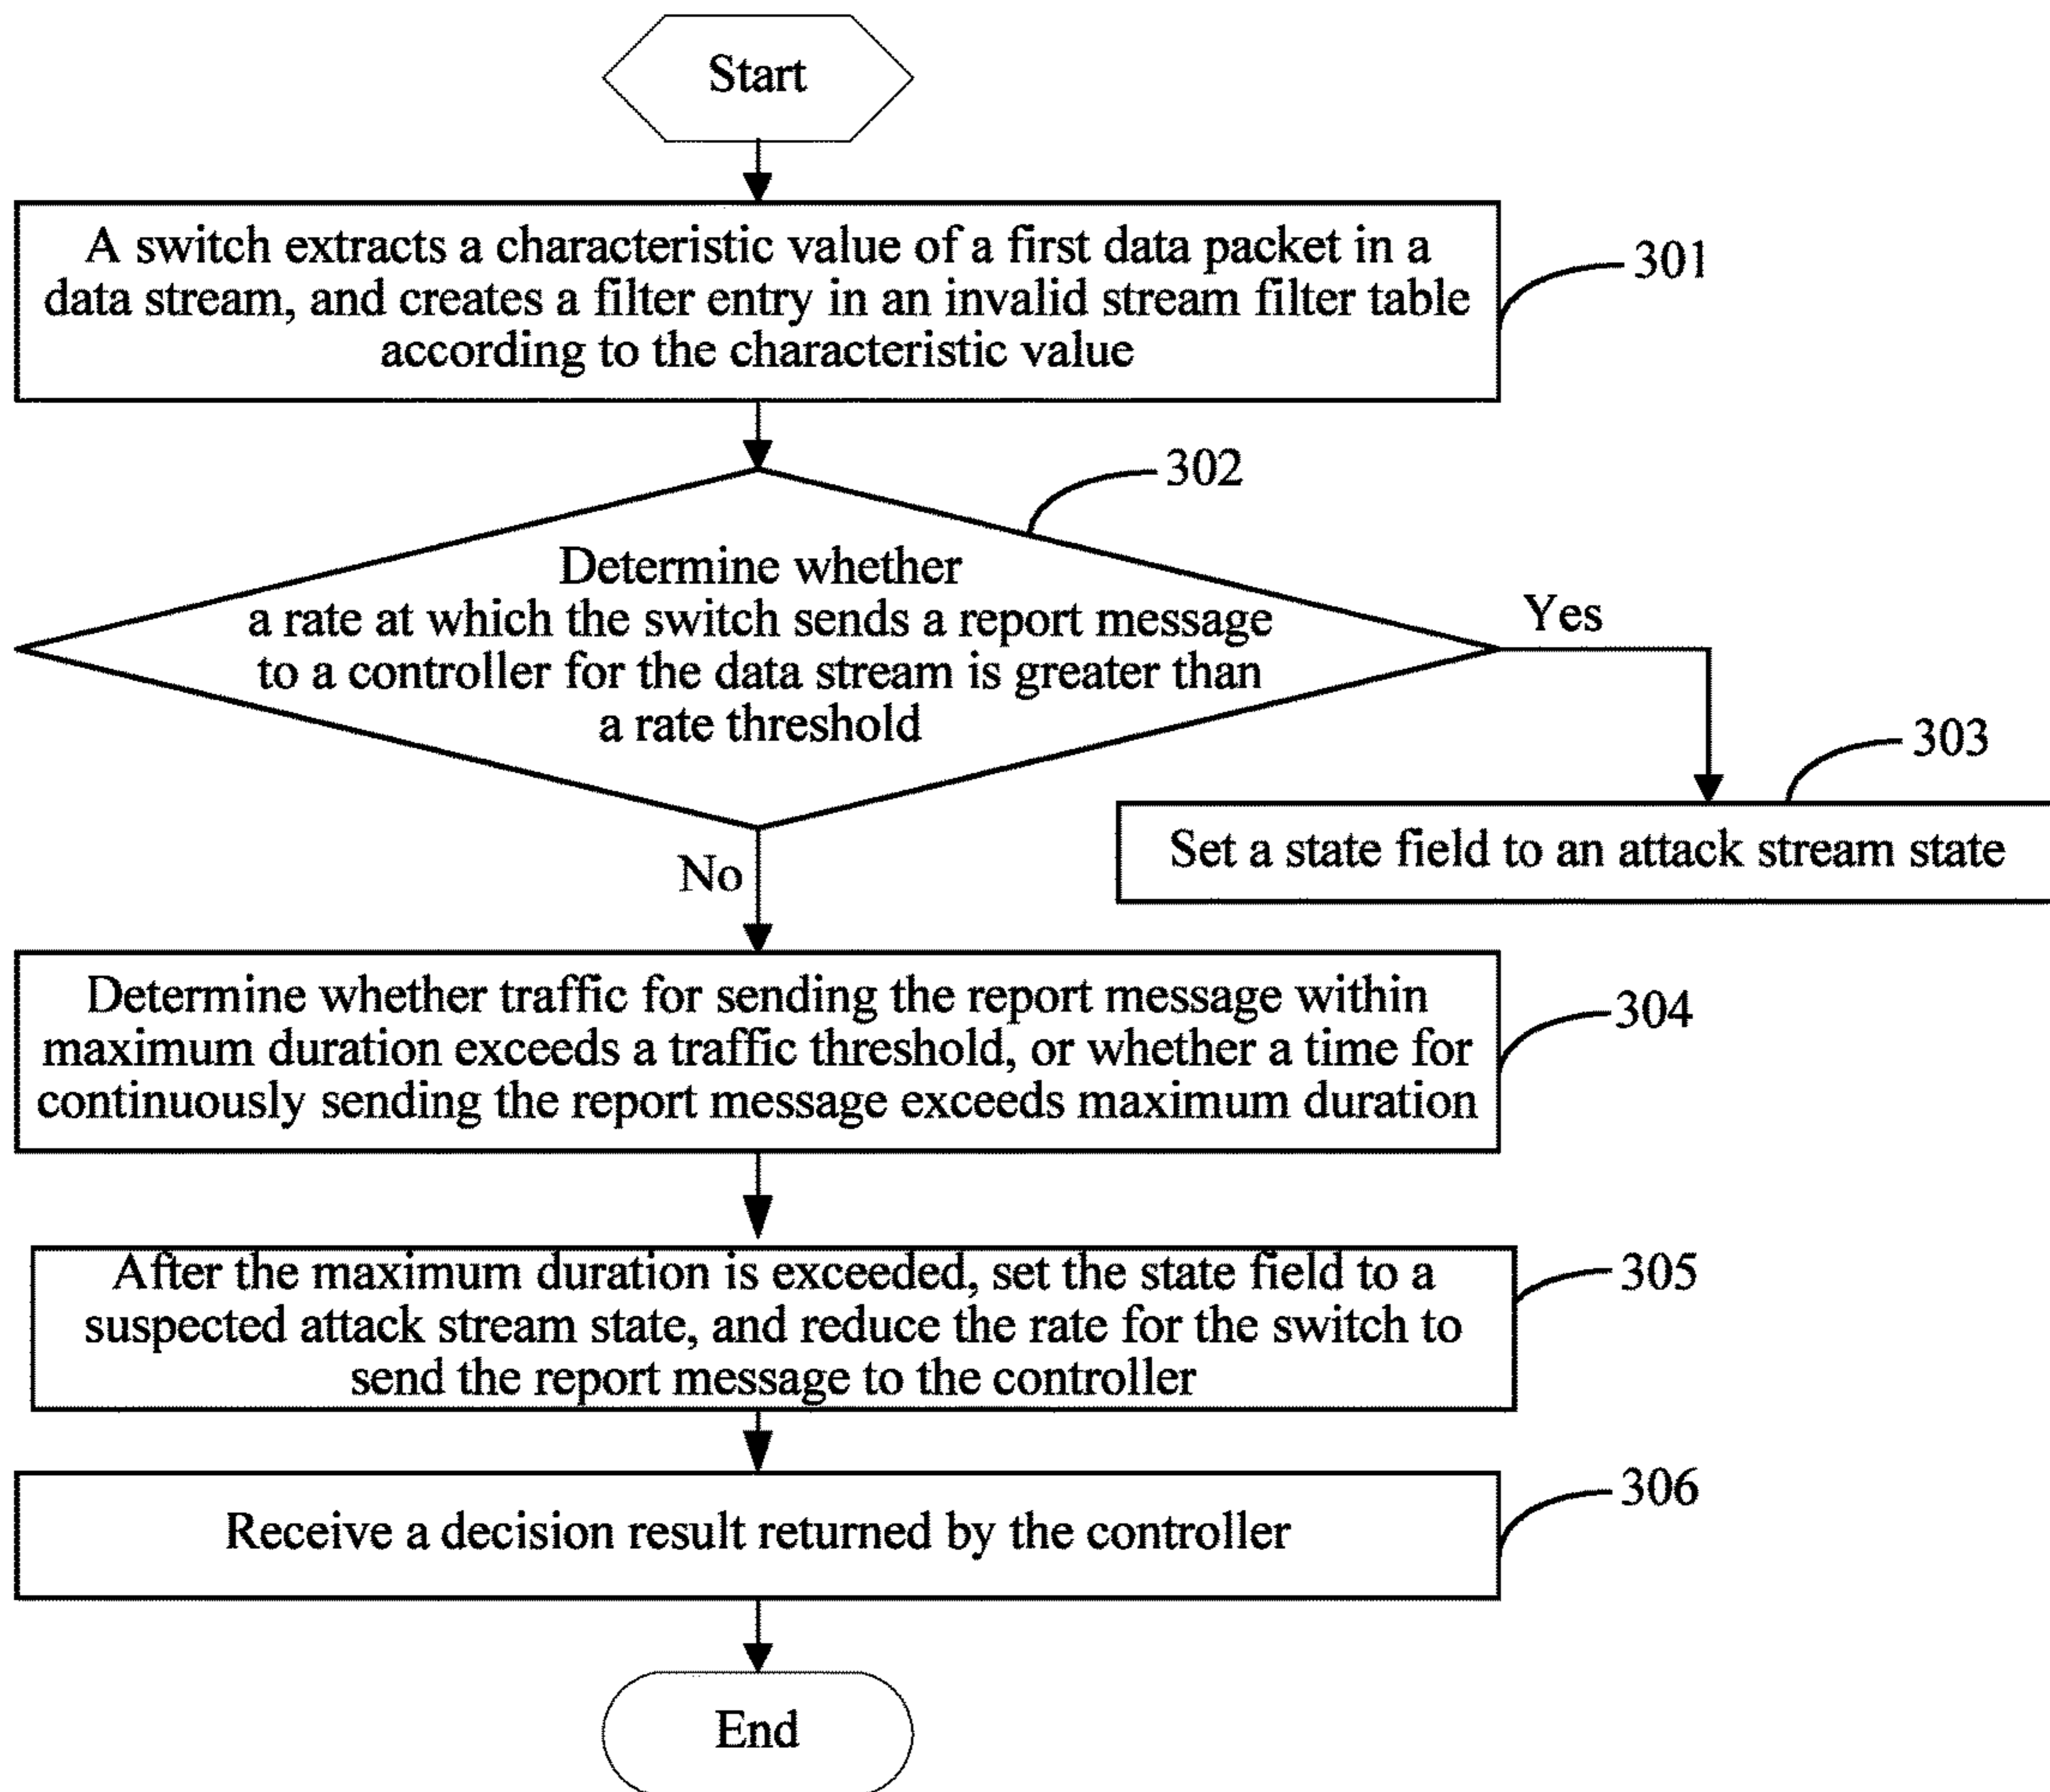 Start
A switch extracts a characteristic value of a first data packet in a
data stream, and creates a filter entry in an invalid stream filter table
according to the characteristic value
301
302
Determine whether
a rate at which the switch sends a report message
to a controller for the data stream is greater than
a rate threshold
Yes
303
Set a state field to an attack stream state
No
Determine whether traffic for sending the report message within
maximum duration exceeds a traffic threshold, or whether a time for
continuously sending the report message exceeds maximum duration
304
After the maximum duration is exceeded, set the state field to a
suspected attack stream state, and reduce the rate for the switch to
send the report message to the controller
305
Receive a decision result returned by the controller
306
End